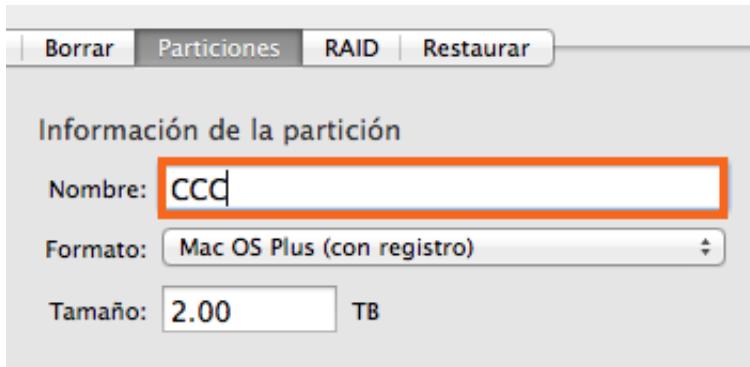 Borrar Particiones RAID Restaurar
Información de la partición
Nombre: CCC
Formato: Mac OS Plus (con registro)
Tamaño: 2.00 TB